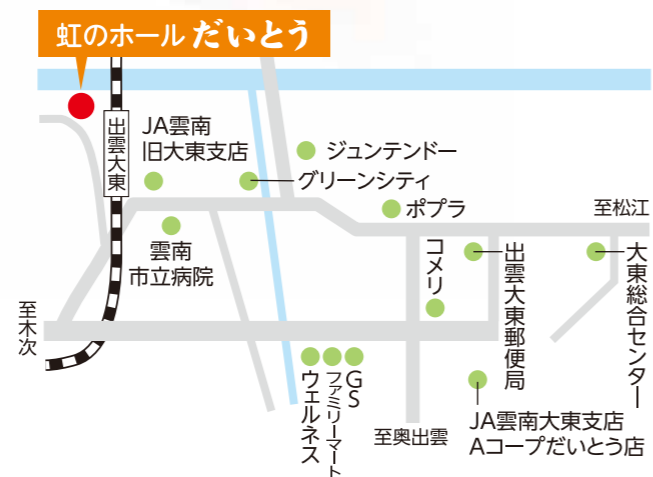 虹のホール だいとう
出雲大東
JA雲南
旧大東支店
ジュンテンドー
グリーンシティ
ポプラ
至松江
雲南
市立病院
コメリ
出雲大東郵便局
大東総合センター
至木次
GS
ファミリーマート
ウェルネス
至奥出雲
JA雲南大東支店
Aコープだいとう店